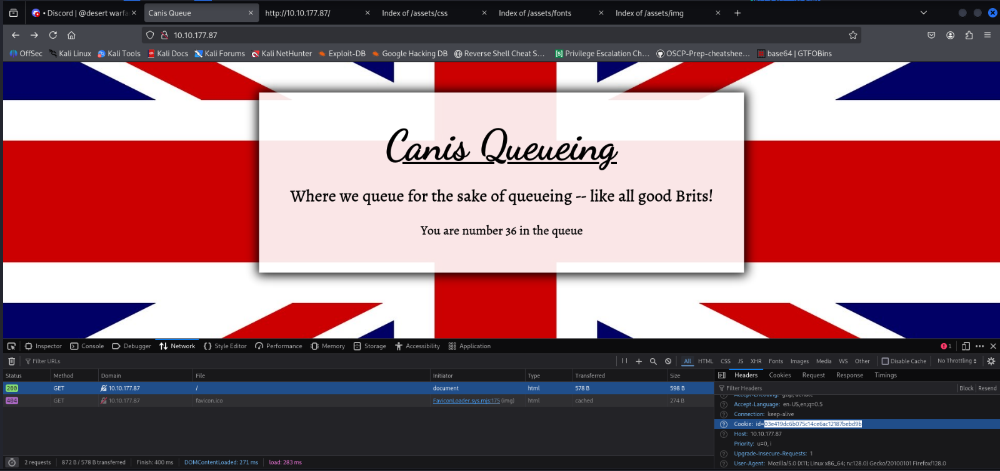 • Discord | @desert warfa
Canis Queue
http://10.10.177.87/
Index of /assets/css
Index of /assets/fonts
Index of /assets/img
10.10.177.87
OffSec
Kali Linux
Kali Tools
Kali Docs
Kali Forums
Kali NetHunter
Exploit-DB
Google Hacking DB
Reverse Shell Cheat S…
Privilege Escalation Ch…
OSCP-Prep-cheatshee…
base64 | GTFOBins
Canis Queueing
Where we queue for the sake of queueing -- like all good Brits!
You are number 36 in the queue
Inspector
Console
Debugger
Network
Style Editor
Performance
Memory
Storage
Accessibility
Application
1
Filter URLs
All
HTML
CSS
JS
XHR
Fonts
Images
Media
WS
Other
Disable Cache
No Throttling
Status
Method
Domain
File
Initiator
Type
Transferred
Size
200
GET
10.10.177.87
/
document
html
578 B
598 B
404
GET
10.10.177.87
favicon.ico
FaviconLoader.sys.mjs:175 (img)
html
cached
274 B
Headers
Cookies
Request
Response
Timings
Filter Headers
Block
Resend
Accept-Encoding: gzip, deflate
Accept-Language: en-US,en;q=0.5
Connection: keep-alive
Cookie: id=03e419dc6b075c14ce6ac12187bebd9b
Host: 10.10.177.87
Priority: u=0, i
Upgrade-Insecure-Requests: 1
User-Agent: Mozilla/5.0 (X11; Linux x86_64; rv:128.0) Gecko/20100101 Firefox/128.0
2 requests
872 B / 578 B transferred
Finish: 400 ms
DOMContentLoaded: 271 ms
load: 283 ms